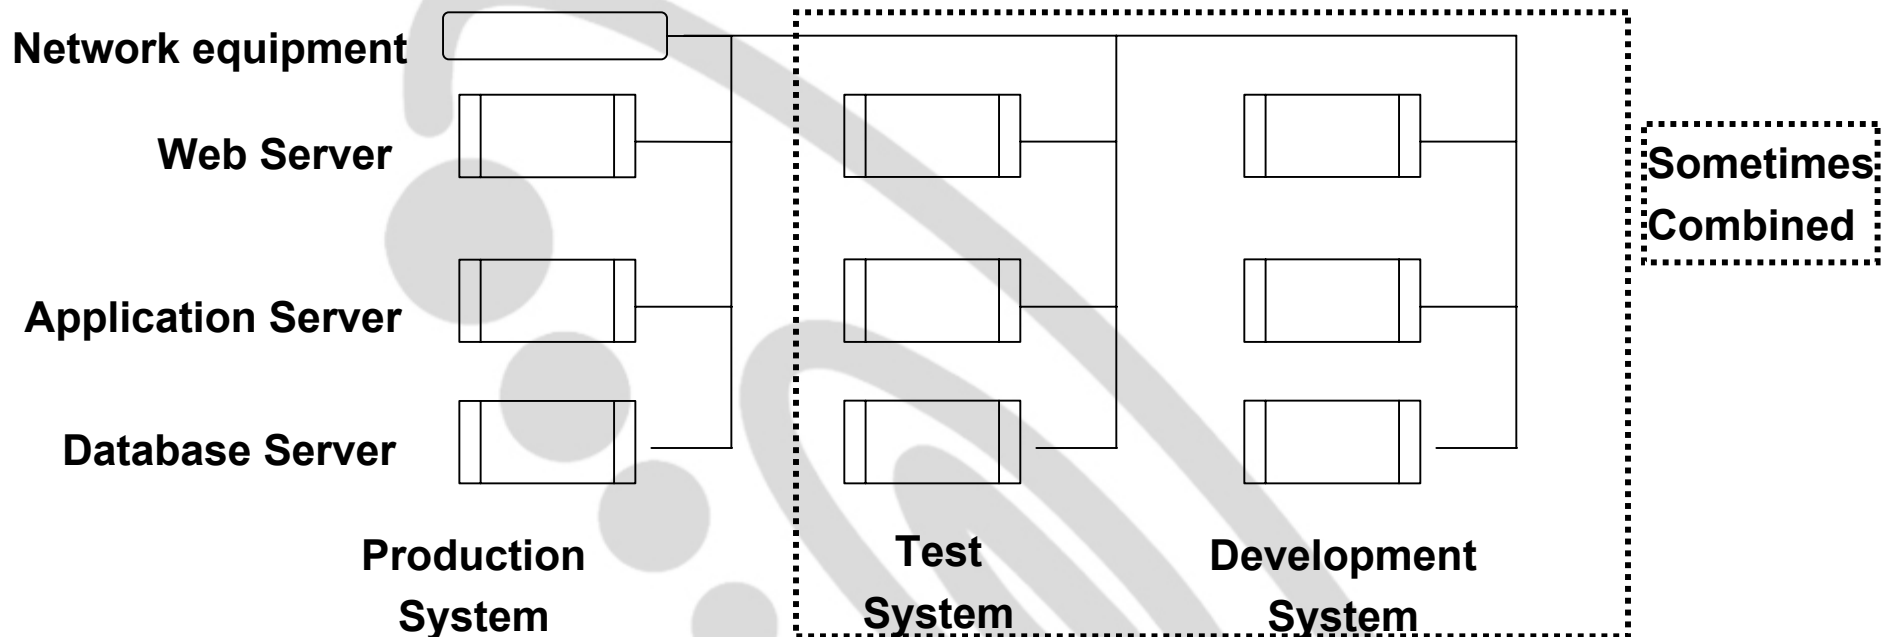 Network equipment
Web Server
Sometimes
Combined
Application Server
Database Server
Production
System
Test
System
Development
System